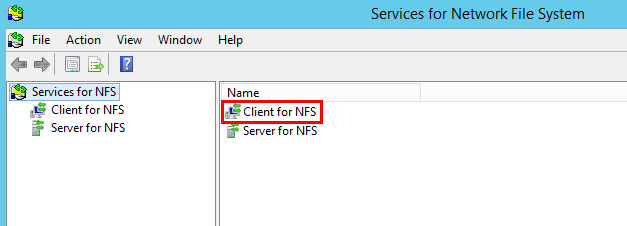 Services for Network File System
File Action View Window Help
Services for NFS
Client for NFS
Server for NFS
Name
Client for NFS
Server for NFS